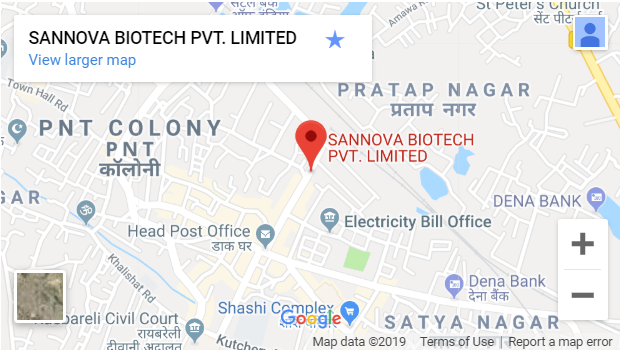 SANNOVA BIOTECH PVT. LIMITED
View larger map
St Peter's Church
सेंट पीटर्स
Amawa Rd
Town Hall Rd
PRATAP NAGAR
प्रताप नगर
PNT COLONY
PNT
कॉलोनी
SANNOVA BIOTECH
PVT. LIMITED
GAR
DENA BANK
Electricity Bill Office
Head Post Office
डाक घर
Khalishat Rd
Dena Bank
देना बैंक
Shashi Complex
Google
SATYA NAGAR
Raebareli Civil Court
रायबरेली
दीवानी अदालत
Kutchery
Map data ©2019
Terms of Use
Report a map error